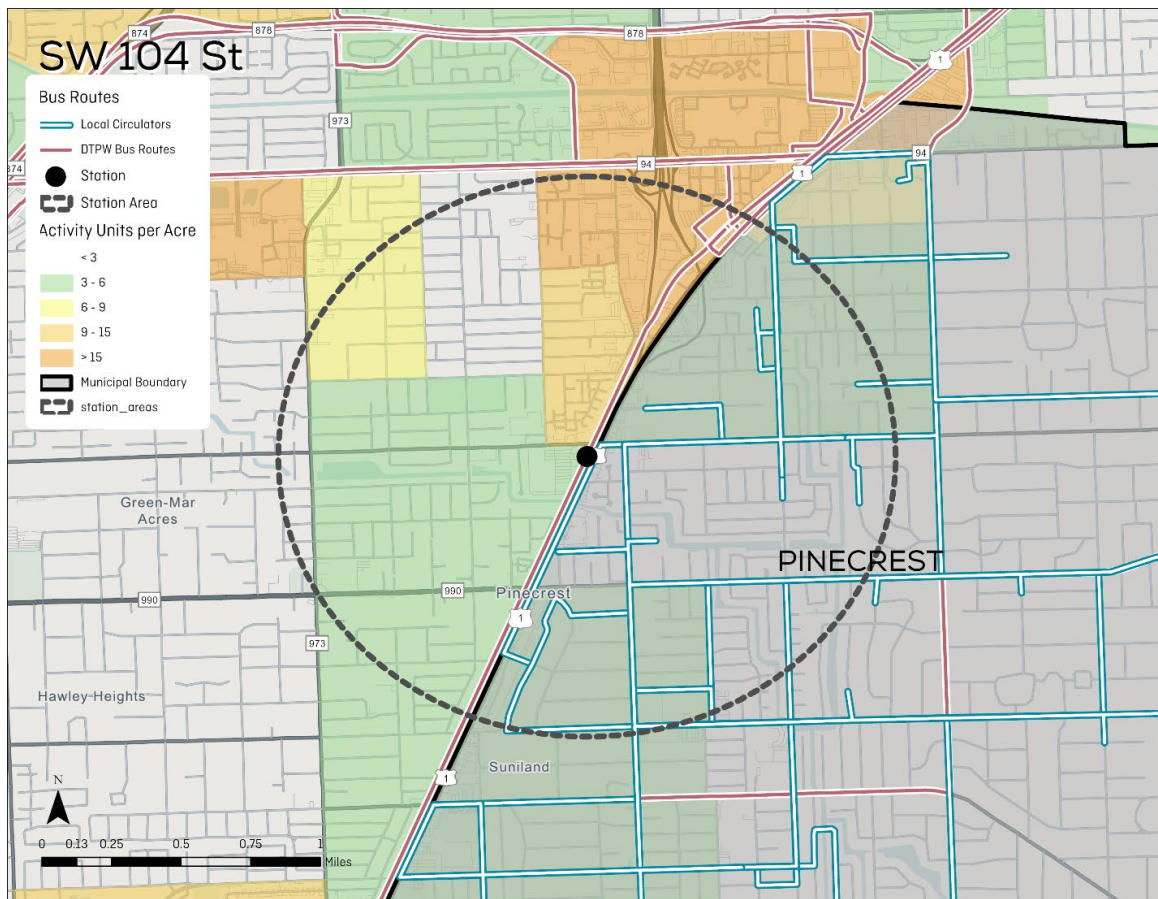 874
878
878
SW 104 St
1
Bus Routes
Local Circulators
973
DTPW Bus Routes
874
94
94
1
Station
Station Area
Activity Units per Acre
< 3
3 - 6
6 - 9
9 - 15
> 15
Municipal Boundary
station_areas
Green-Mar
Acres
PINECREST
990
990
Pinecrest
1
973
Hawley Heights
Suniland
1
N
0 0.13 0.25 0.5 0.75 1
Miles